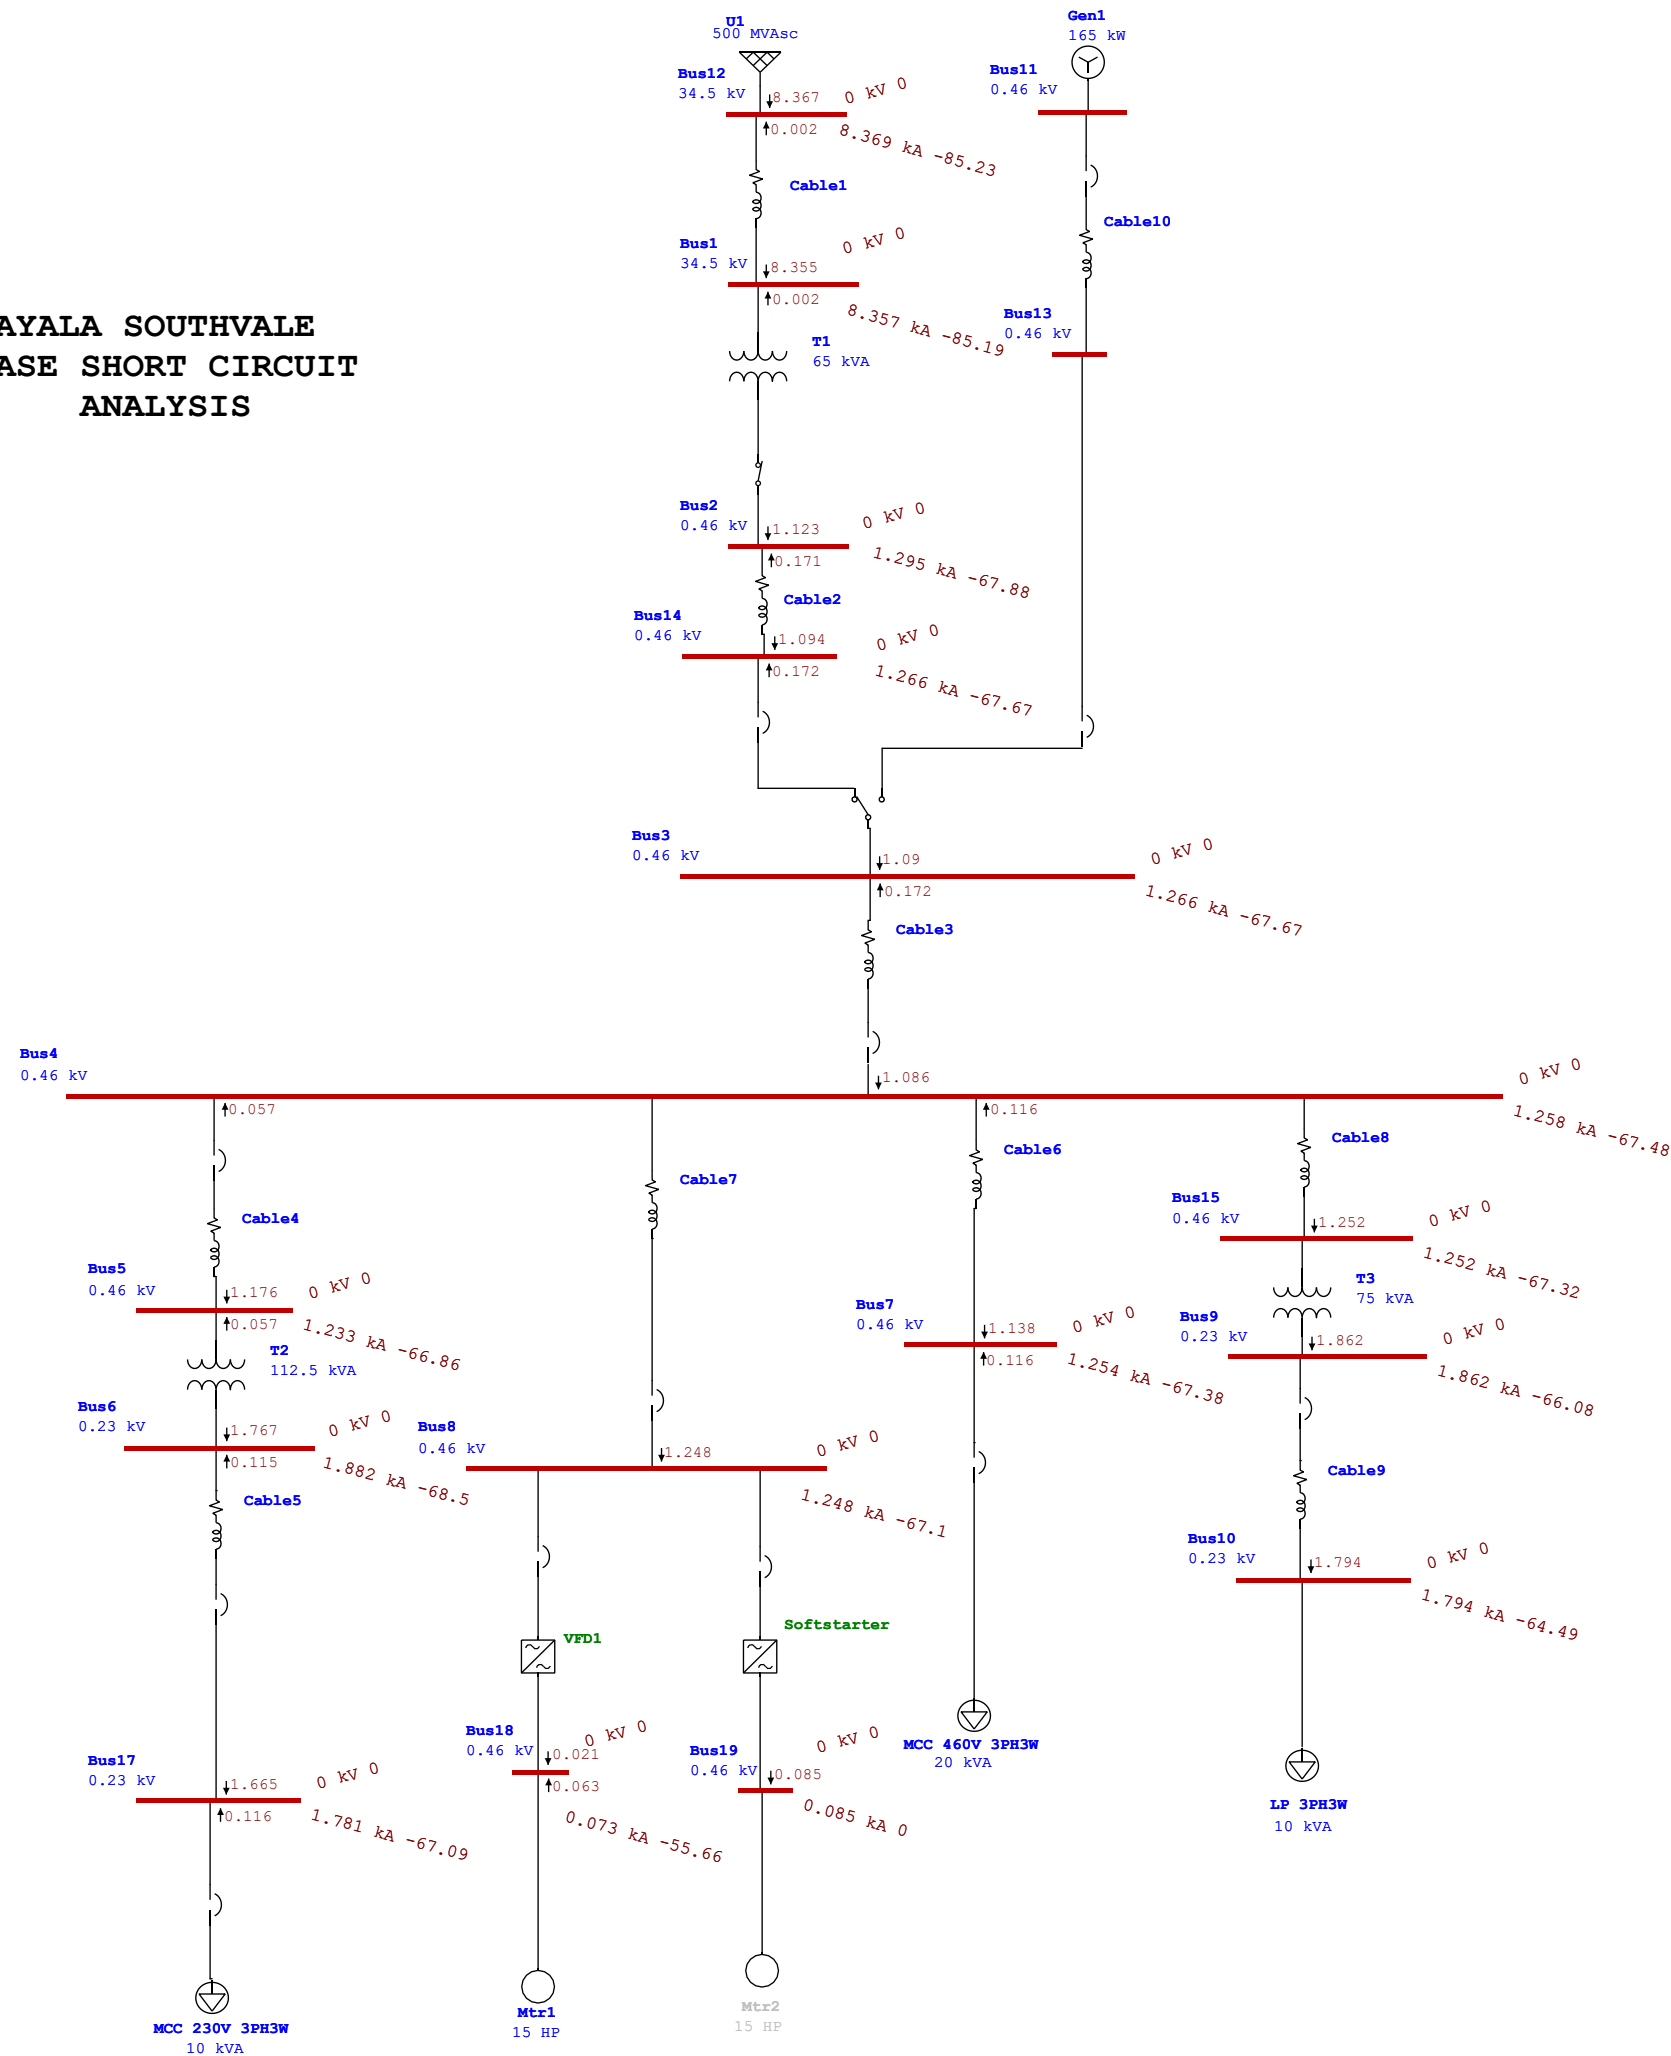 U1
500 MVAsc
Gen1
165 kW
Bus12
34.5 kV
8.367
0 kV 0
0.002
8.369 kA -85.23
Bus11
0.46 kV
Cable1
Cable10
Bus1
34.5 kV
8.355
0 kV 0
0.002
8.357 kA -85.19
Bus13
0.46 kV
AYALA SOUTHVALE
ASE SHORT CIRCUIT
ANALYSIS
T1
65 kVA
Bus2
0.46 kV
1.123
0 kV 0
0.171
1.295 kA -67.88
Cable2
Bus14
0.46 kV
1.094
0 kV 0
0.172
1.266 kA -67.67
Bus3
0.46 kV
1.09
0 kV 0
0.172
1.266 kA -67.67
Cable3
Bus4
0.46 kV
1.086
0 kV 0
0.057
0.116
1.258 kA -67.48
Cable4
Cable7
Cable6
Cable8
Bus15
0.46 kV
1.252
0 kV 0
1.252 kA -67.32
Bus5
0.46 kV
1.176
0 kV 0
0.057
1.233 kA -66.86
T2
112.5 kVA
Bus7
0.46 kV
1.138
0 kV 0
0.116
1.254 kA -67.38
T3
75 kVA
Bus9
0.23 kV
1.862
0 kV 0
1.862 kA -66.08
Bus6
0.23 kV
1.767
0 kV 0
0.115
1.882 kA -68.5
Bus8
0.46 kV
1.248
0 kV 0
1.248 kA -67.1
Cable5
Cable9
Bus10
0.23 kV
1.794
0 kV 0
1.794 kA -64.49
VFD1
Softstarter
Bus17
0.23 kV
1.665
0 kV 0
0.116
1.781 kA -67.09
Bus18
0.46 kV
0.021
0 kV 0
0.063
0.073 kA -55.66
Bus19
0.46 kV
0.085
0 kV 0
0.085 kA 0
MCC 460V 3PH3W
20 kVA
LP 3PH3W
10 kVA
MCC 230V 3PH3W
10 kVA
Mtr1
15 HP
Mtr2
15 HP